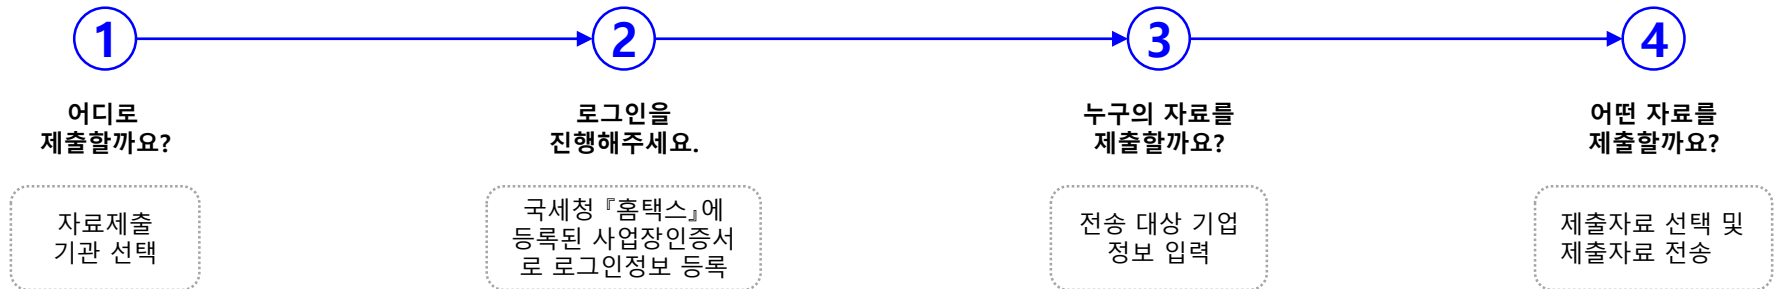 1
2
3
4
어디로
제출할까요?
로그인을
진행해주세요.
누구의 자료를
제출할까요?
어떤 자료를
제출할까요?
자료제출
기관 선택
국세청『홈택스』에
등록된 사업장인증서
로 로그인정보 등록
전송 대상 기업
정보 입력
제출자료 선택 및
제출자료 전송